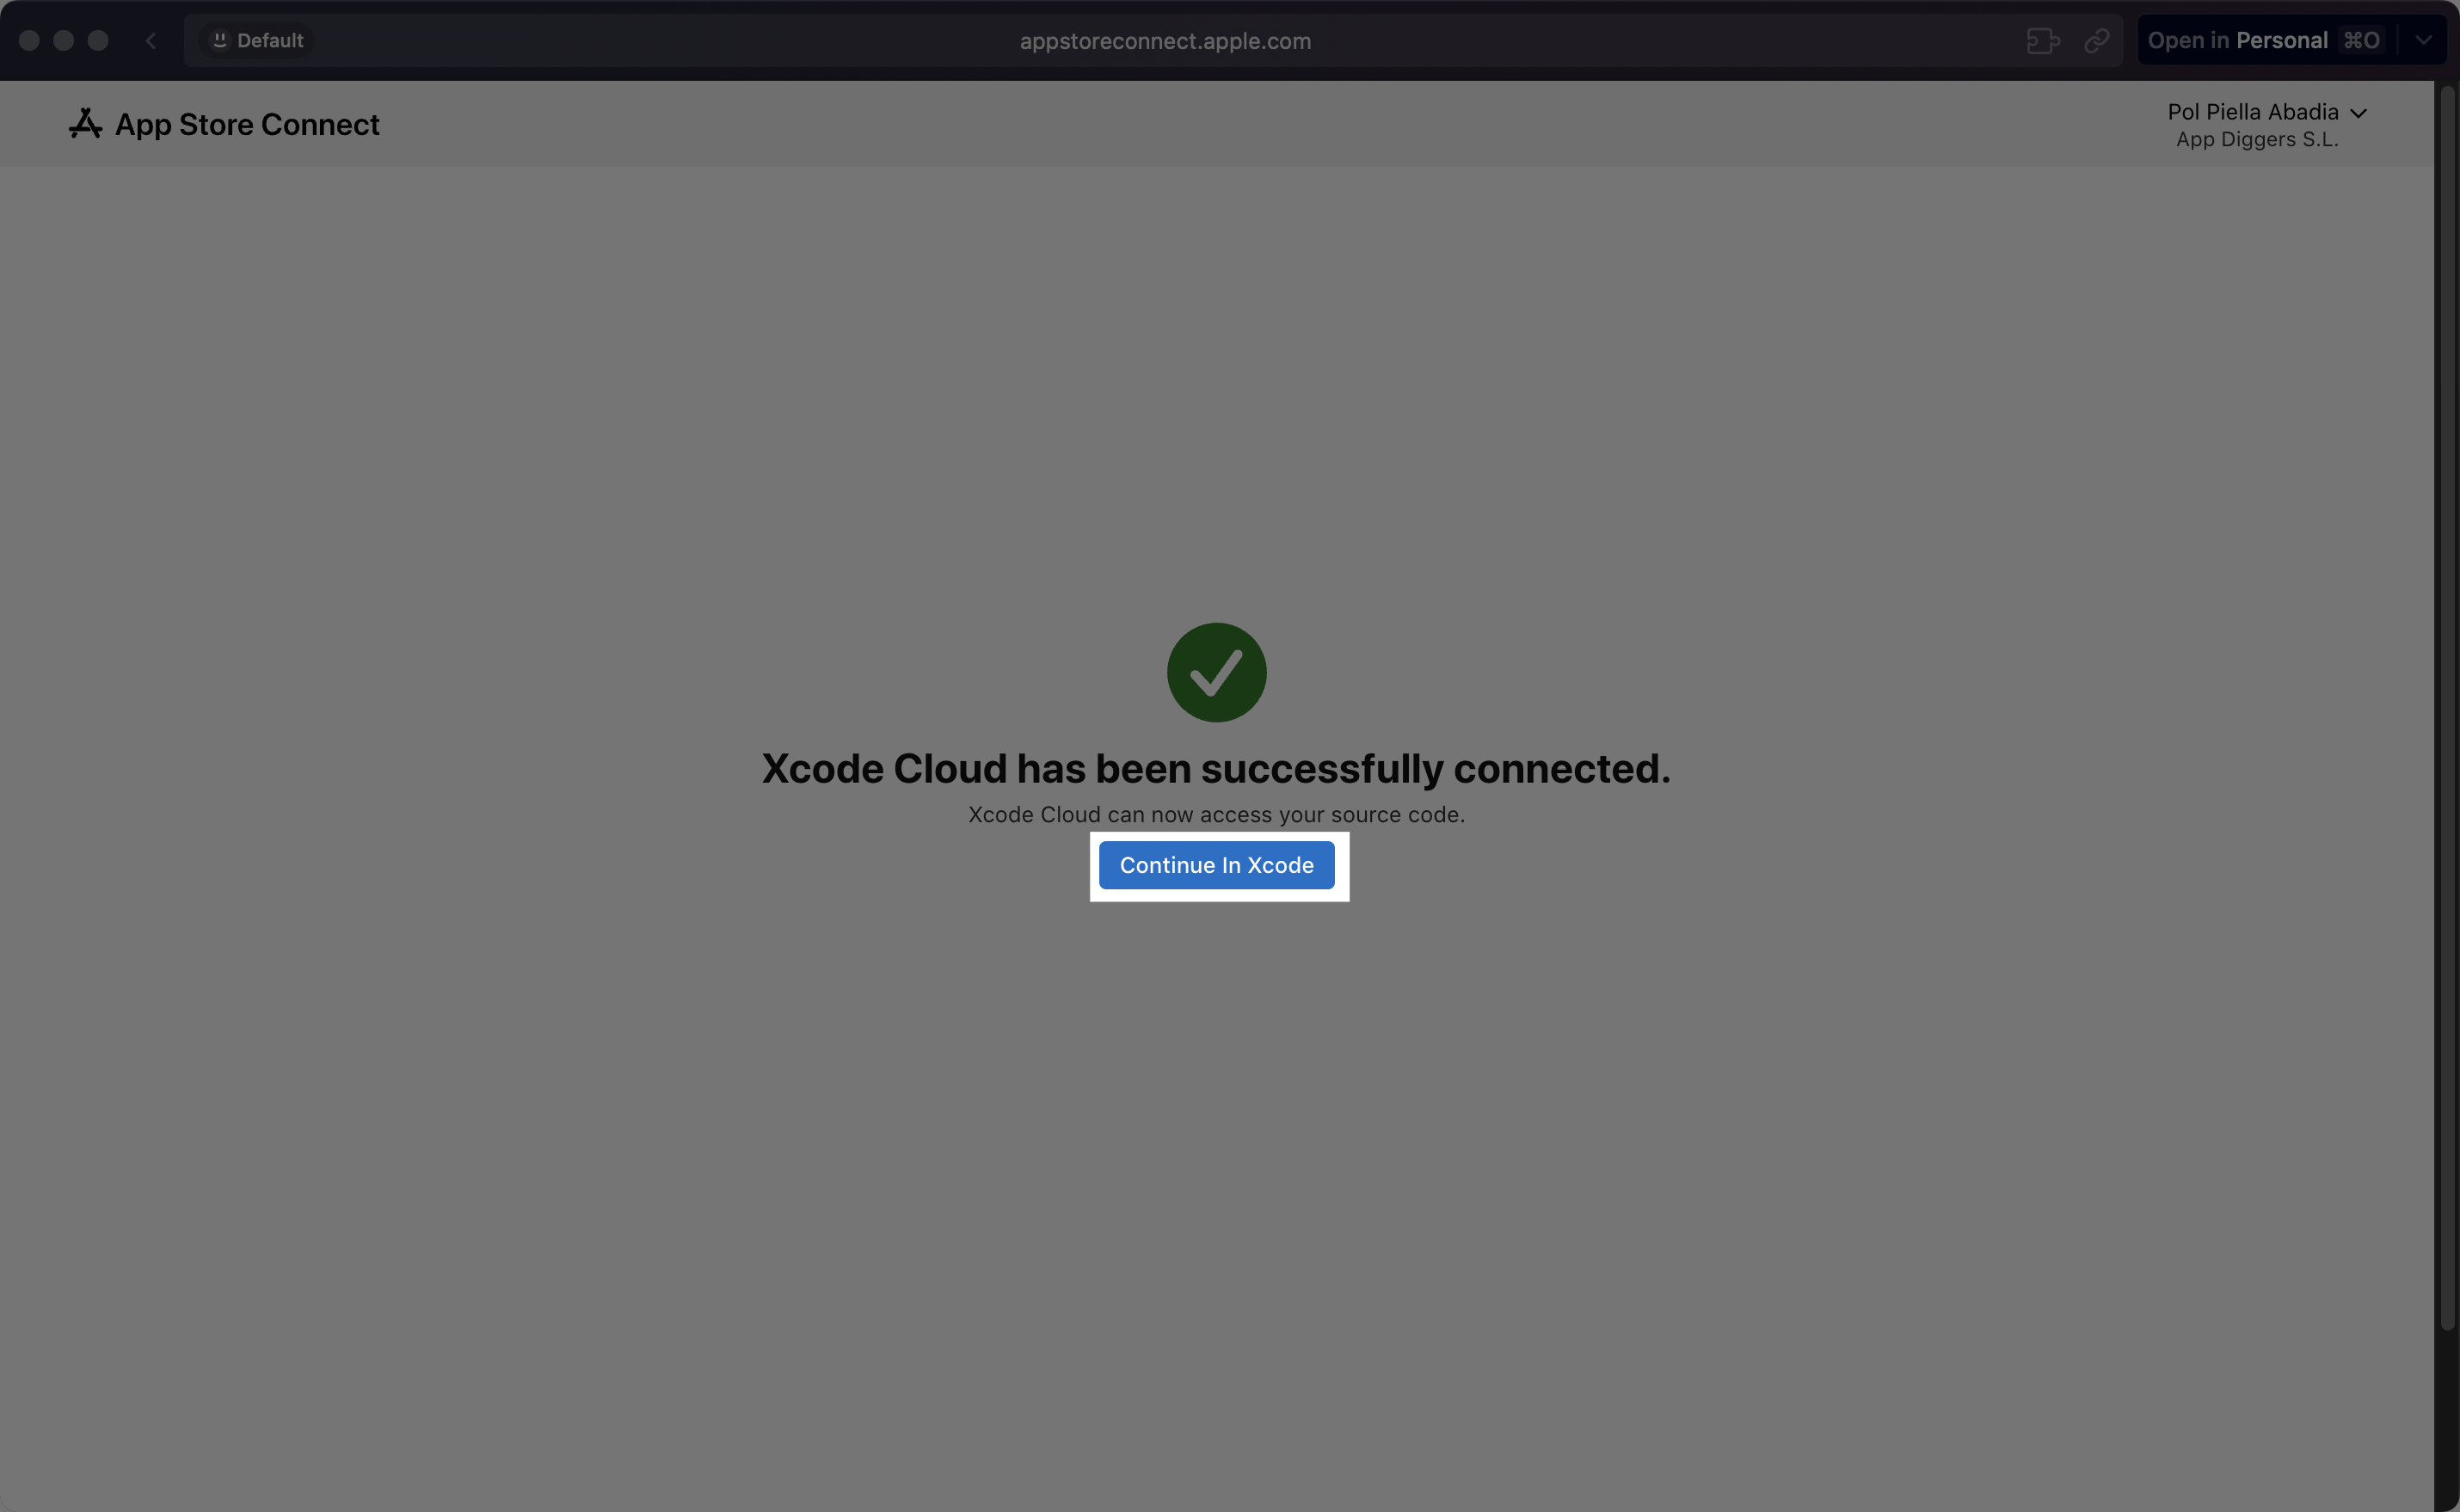 Default
appstoreconnect.apple.com
Open in Personal ⌘O
App Store Connect
Pol Piella Abadia
App Diggers S.L.
Xcode Cloud has been successfully connected.
Xcode Cloud can now access your source code.
Continue In Xcode